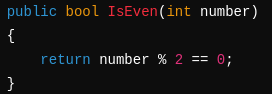 public bool IsEven(int number)
{
    return number % 2 == 0;
}